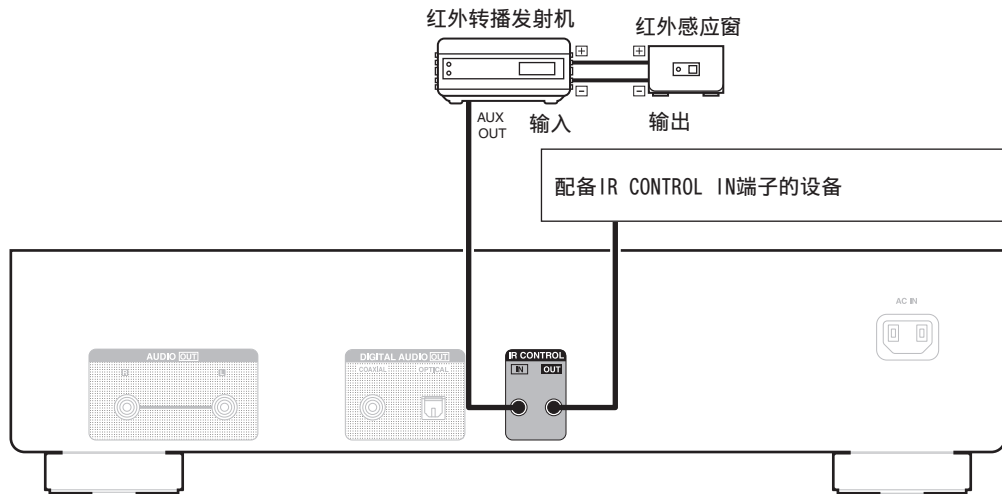 红外转播发射机
红外感应窗
AUX
OUT
输入
输出
配备IR CONTROL IN端子的设备
AC IN
AUDIO OUT
L
R
DIGITAL AUDIO OUT
COAXIAL
OPTICAL
IR CONTROL
IN
OUT